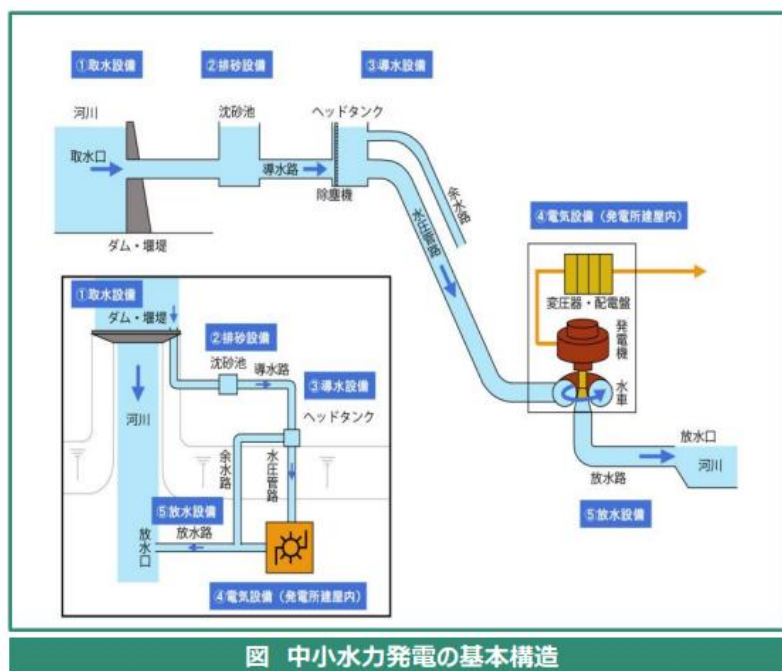 ①取水設備
②排砂設備
③導水設備
河川
沈砂池
ヘッドタンク
取水口
導水路
除塵機
ダム・堰堤
余水路
水圧管路
④電気設備（発電所建屋内）
変圧器・配電盤
発電機
水車
放水口
河川
放水路
⑤放水設備
①取水設備
ダム・堰堤
②排砂設備
沈砂池
導水路
③導水設備
ヘッドタンク
河川
余水路
水圧管路
⑤放水設備
放水路
放水口
④電気設備（発電所建屋内）
図 中小水力発電の基本構造